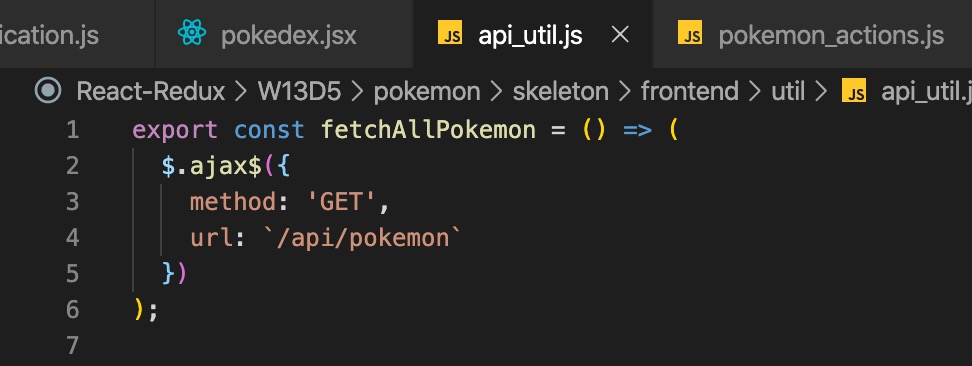 ication.js pokedex.jsx JS api_util.js × JS pokemon_actions.js
React-Redux > W13D5 > pokemon > skeleton > frontend > util > JS api_util.j
1 export const fetchAllPokemon = () => (
2 $.ajax$({
3 method: 'GET',
4 url: `/api/pokemon`
5 })
6 );
7